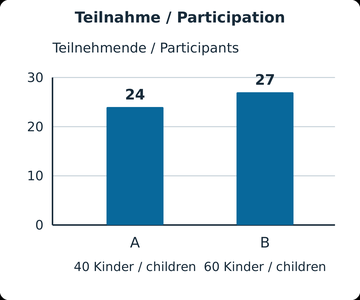 Teilnahme / Participation
Teilnehmende / Participants
30
20
10
0
24
27
A
B
40 Kinder / children
60 Kinder / children